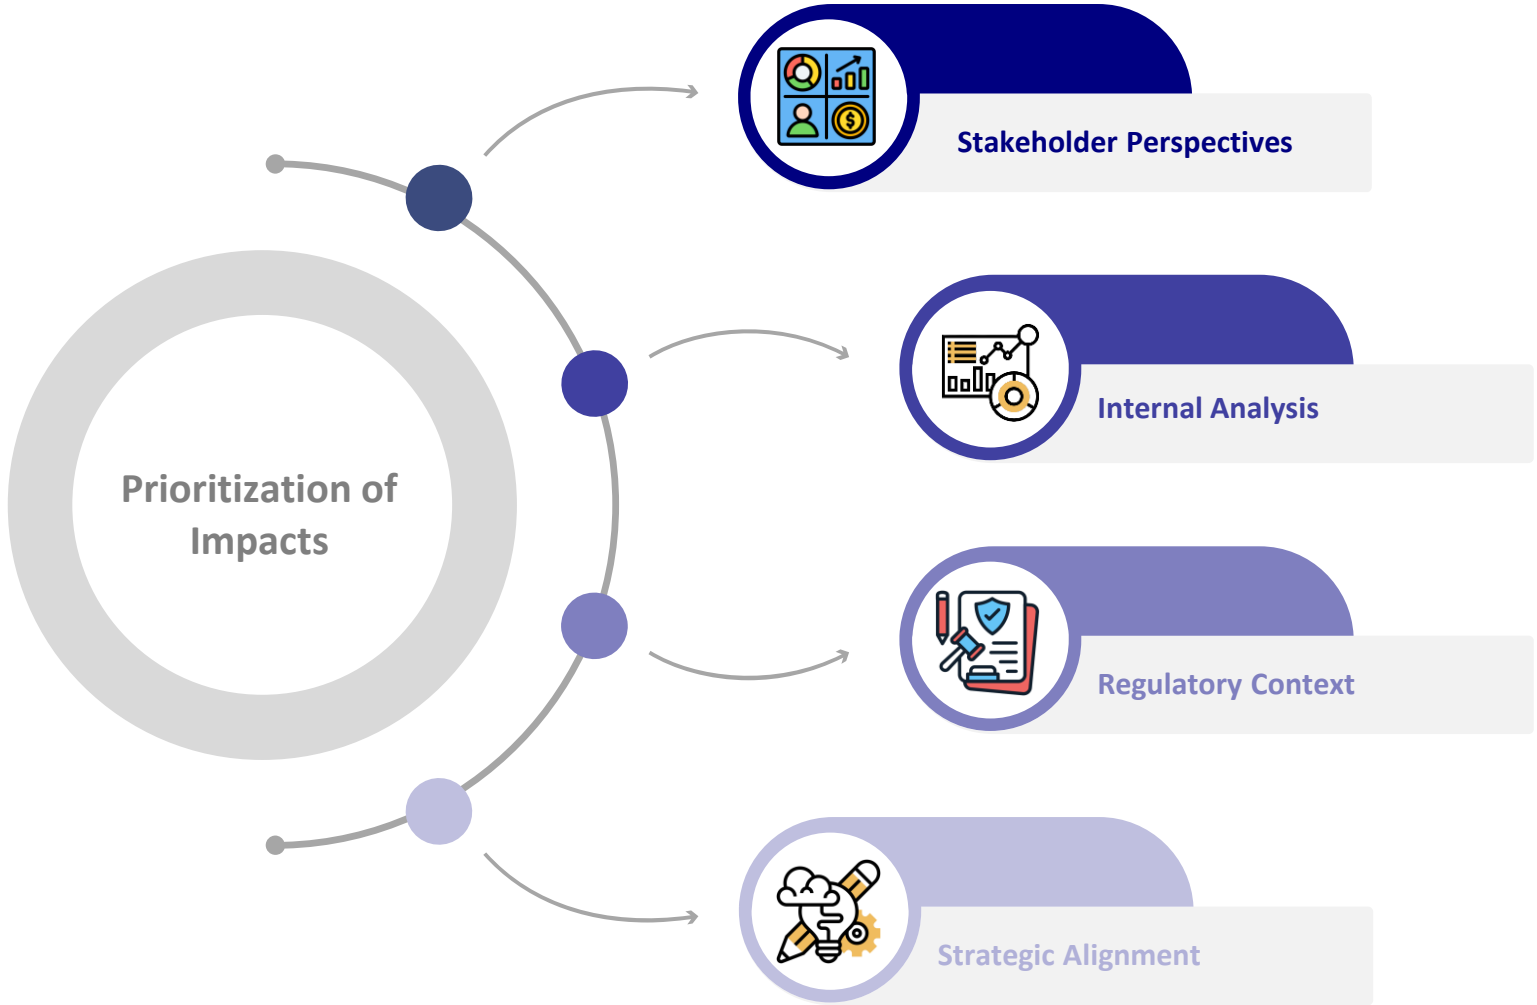 Prioritization of
Impacts
Stakeholder Perspectives
Internal Analysis
Regulatory Context
Strategic Alignment